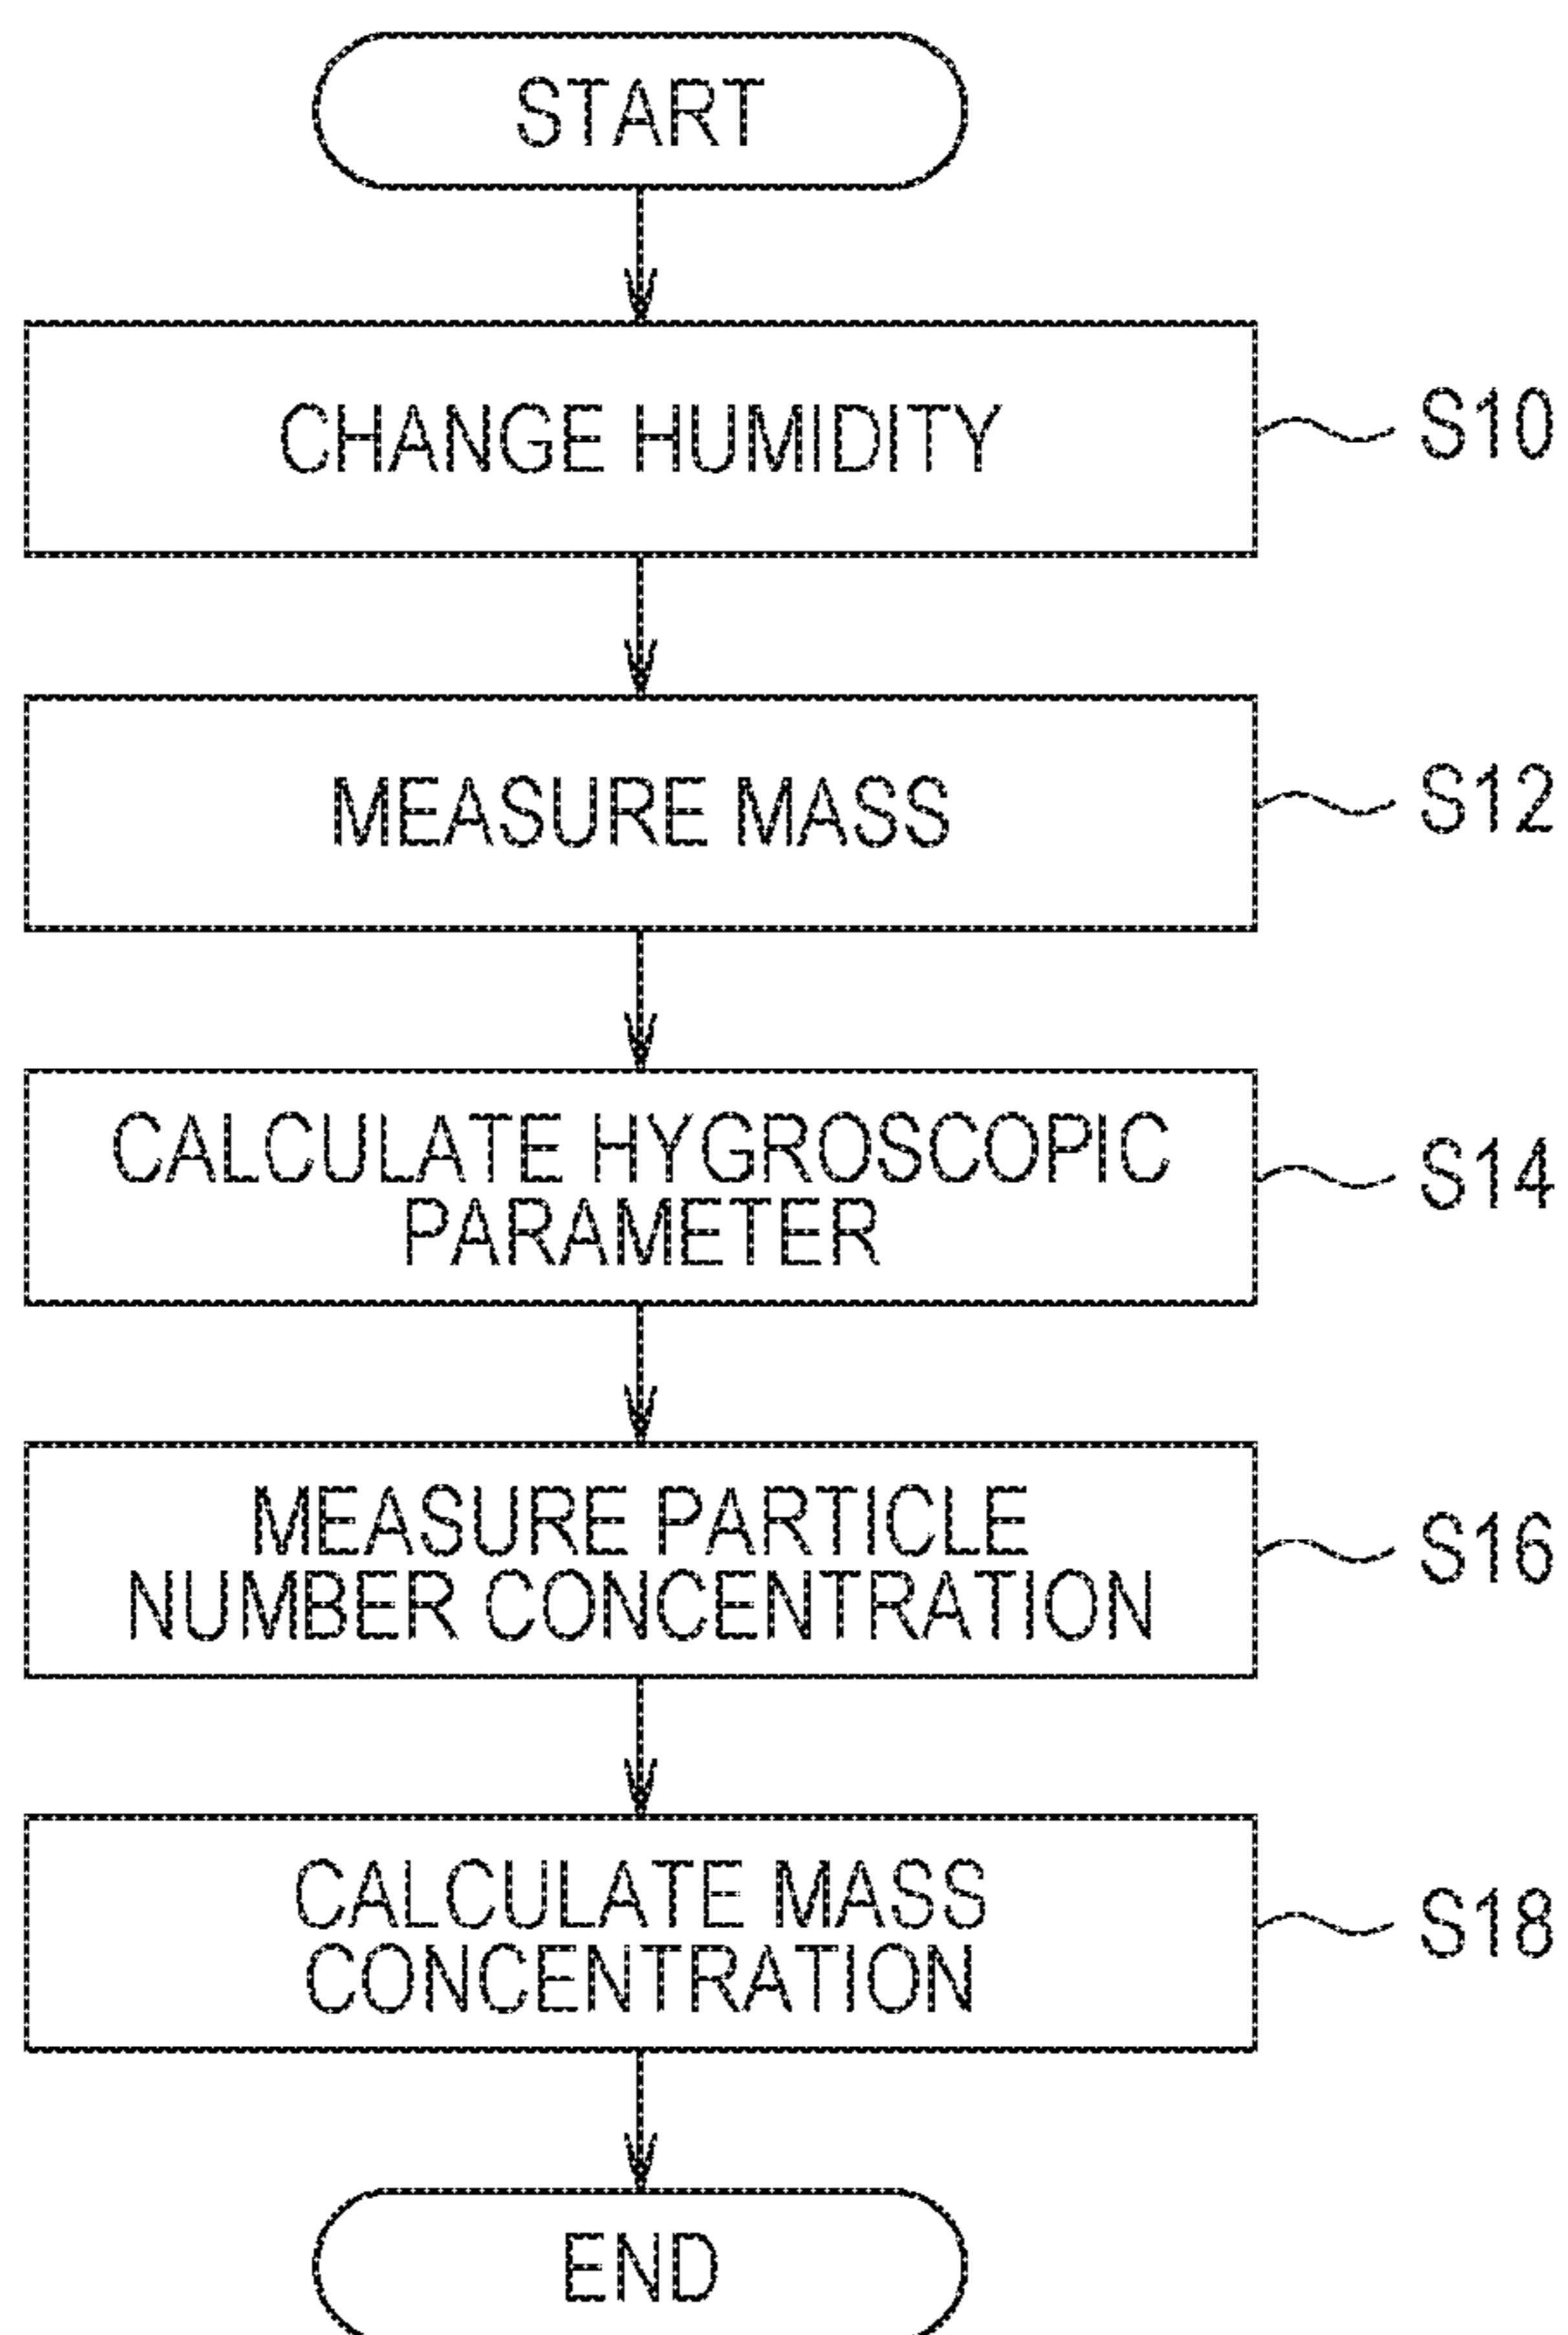 START
CHANGE HUMIDITY
S10
MEASURE MASS
S12
CALCULATE HYGROSCOPIC
PARAMETER
S14
MEASURE PARTICLE
NUMBER CONCENTRATION
S16
CALCULATE MASS
CONCENTRATION
S18
END